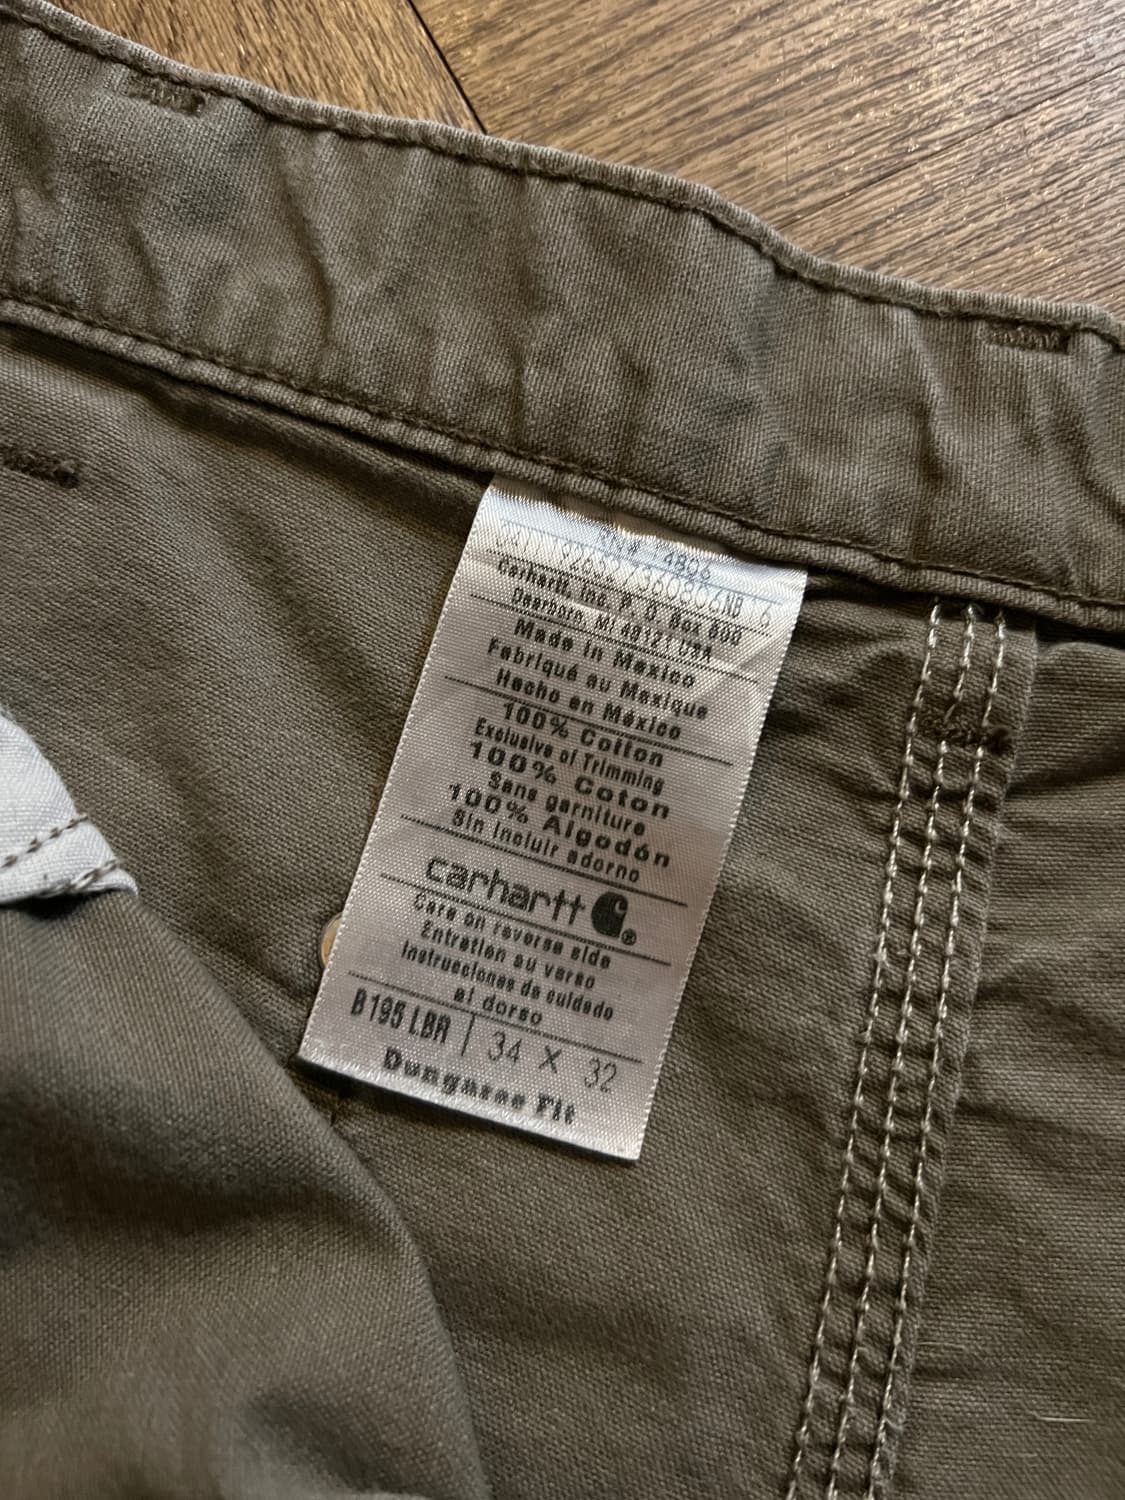 4806
Carhartt, Inc. P. O. Box 600
Dearborn, MI 48121 USA
Made in Mexico
Fabriqué au Mexique
Hecho en México
100% Cotton
Exclusive of Trimming
100% Coton
Sans garniture
100% Algodón
Sin incluir adorno
carhartt ®
Care on reverse side
Entretien au verso
Instrucciones de cuidado
al dorso
B195 LBR | 34 X 32
Dungaree Fit